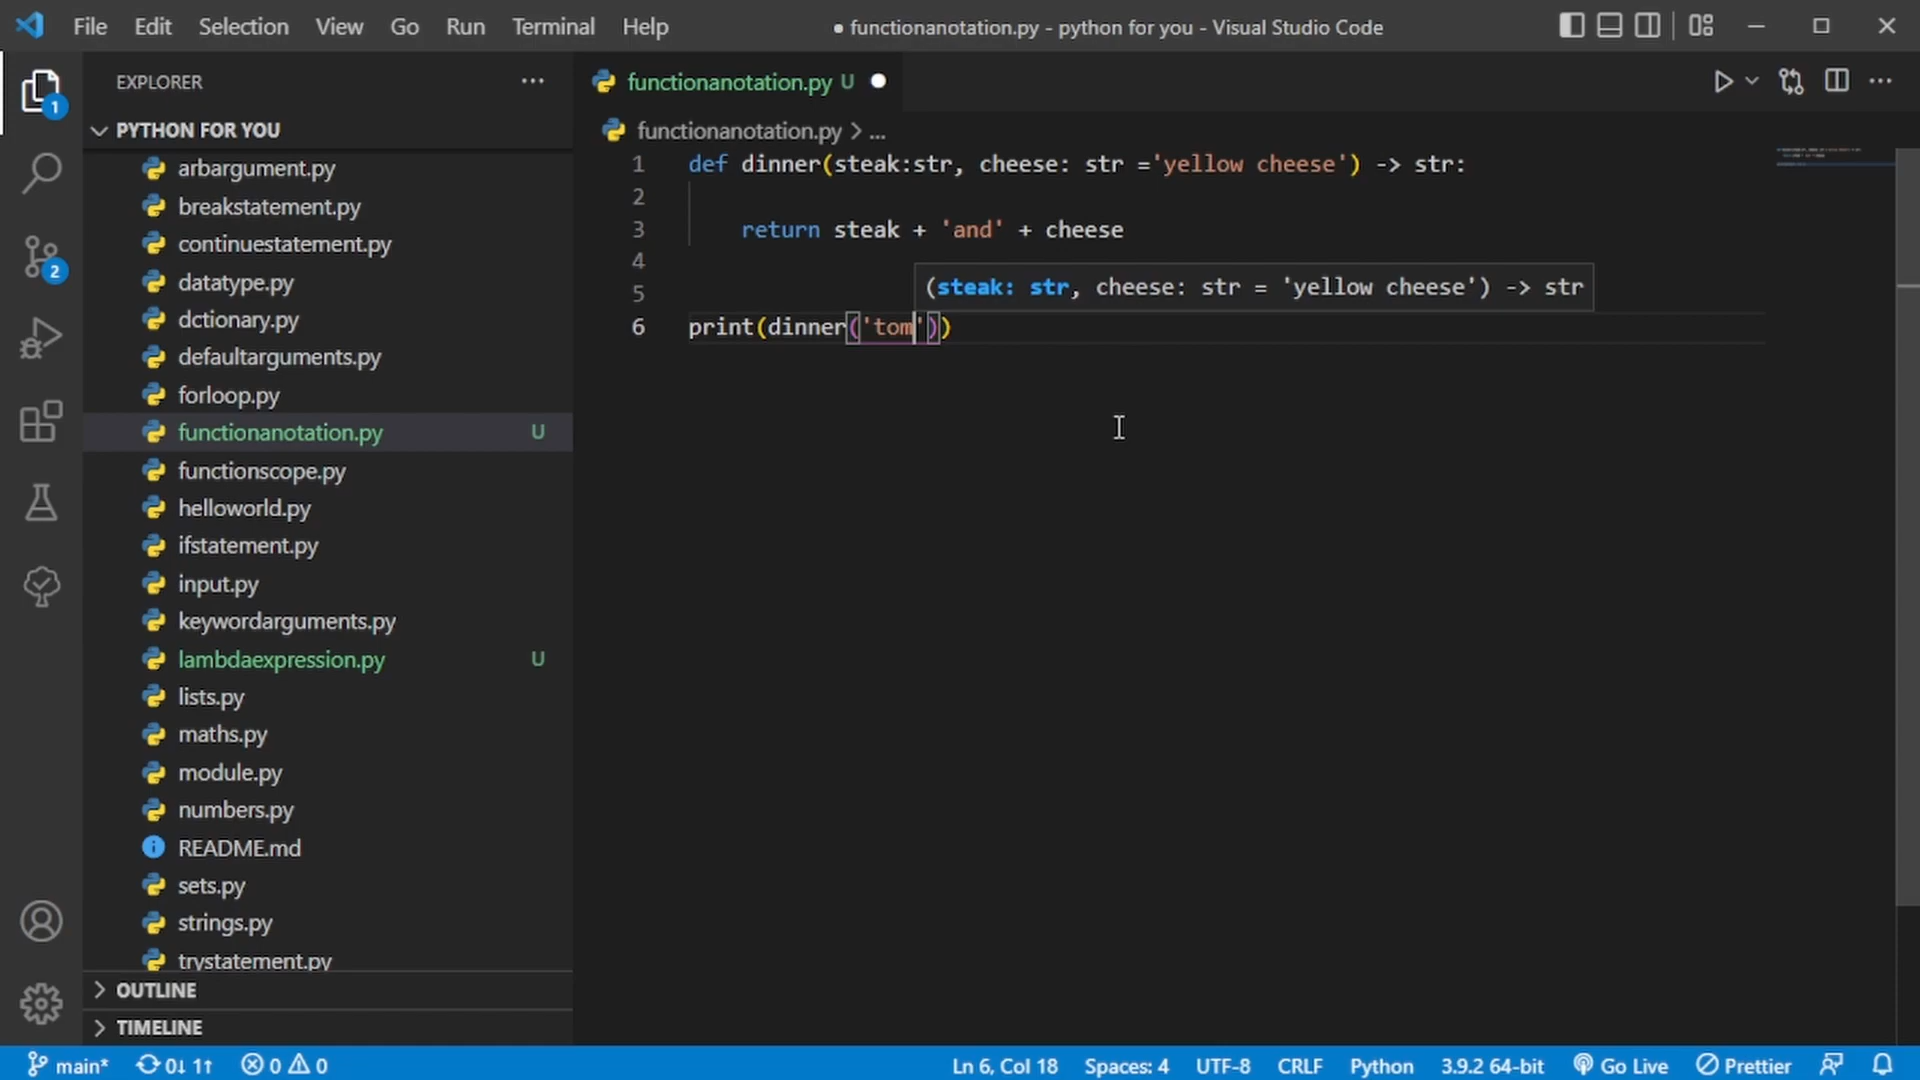 File Edit Selection View Go Run Terminal Help
● functionanotation.py - python for you - Visual Studio Code
EXPLORER ...
PYTHON FOR YOU
arbargument.py
breakstatement.py
continuestatement.py
datatype.py
dctionary.py
defaultarguments.py
forloop.py
functionanotation.py U
functionscope.py
helloworld.py
ifstatement.py
input.py
keywordarguments.py
lambdaexpression.py U
lists.py
maths.py
module.py
numbers.py
README.md
sets.py
strings.py
trystatement.py
OUTLINE
TIMELINE
1
2
functionanotation.py U
functionanotation.py > ...
1 def dinner(steak:str, cheese: str ='yellow cheese') -> str:
2
3 return steak + 'and' + cheese
4
(steak: str, cheese: str = 'yellow cheese') -> str
5
6 print(dinner('tom'))
main* 0↓ 1↑ 0 0 Ln 6, Col 18 Spaces: 4 UTF-8 CRLF Python 3.9.2 64-bit Go Live Prettier